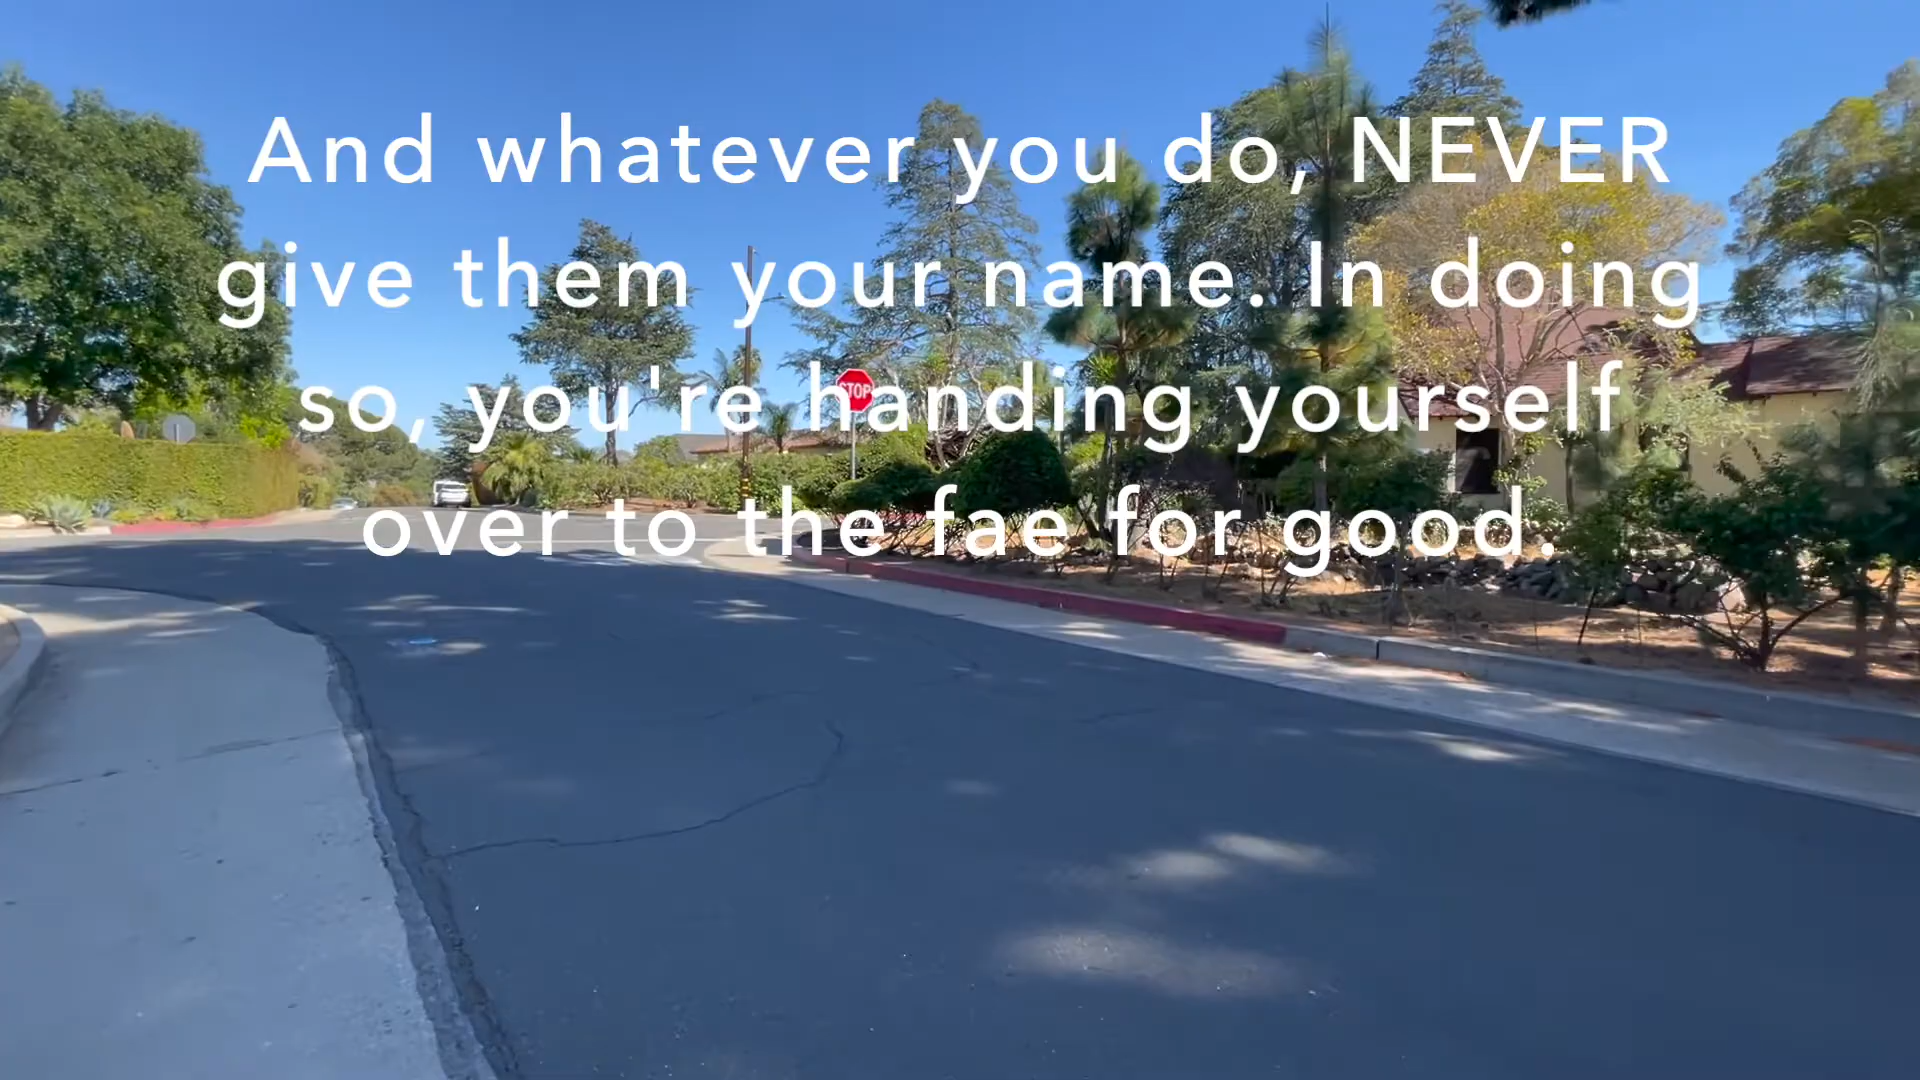 And whatever you do, NEVER
give them your name. In doing
so, you're handing yourself
over to the fae for good.
STOP